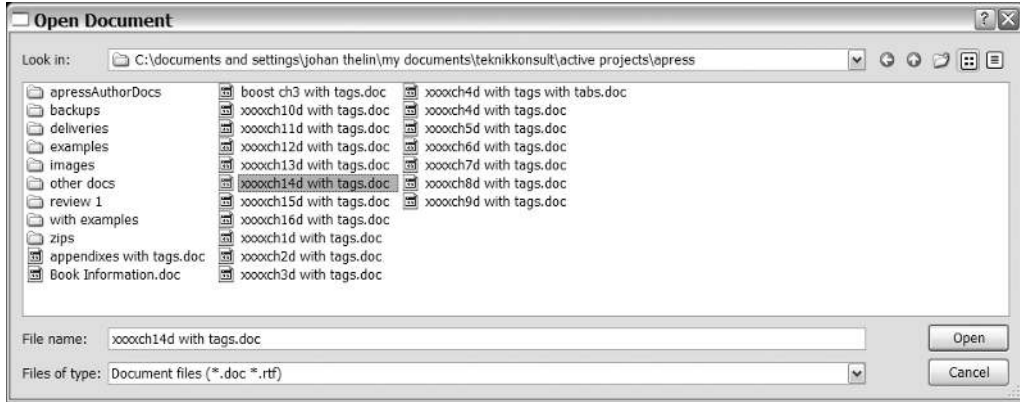 Open Document
Look in: C:\documents and settings\johan thelin\my documents\teknikkonsult\active projects\apress
apressAuthorDocs
backups
deliveries
examples
images
other docs
review 1
with examples
zips
appendixes with tags.doc
Book Information.doc
boost ch3 with tags.doc
xxxxch10d with tags.doc
xxxxch11d with tags.doc
xxxxch12d with tags.doc
xxxxch13d with tags.doc
xxxxch14d with tags.doc
xxxxch15d with tags.doc
xxxxch16d with tags.doc
xxxxch1d with tags.doc
xxxxch2d with tags.doc
xxxxch3d with tags.doc
xxxxch4d with tags with tabs.doc
xxxxch4d with tags.doc
xxxxch5d with tags.doc
xxxxch6d with tags.doc
xxxxch7d with tags.doc
xxxxch8d with tags.doc
xxxxch9d with tags.doc
File name: xxxxch14d with tags.doc
Open
Files of type: Document files (*.doc *.rtf)
Cancel